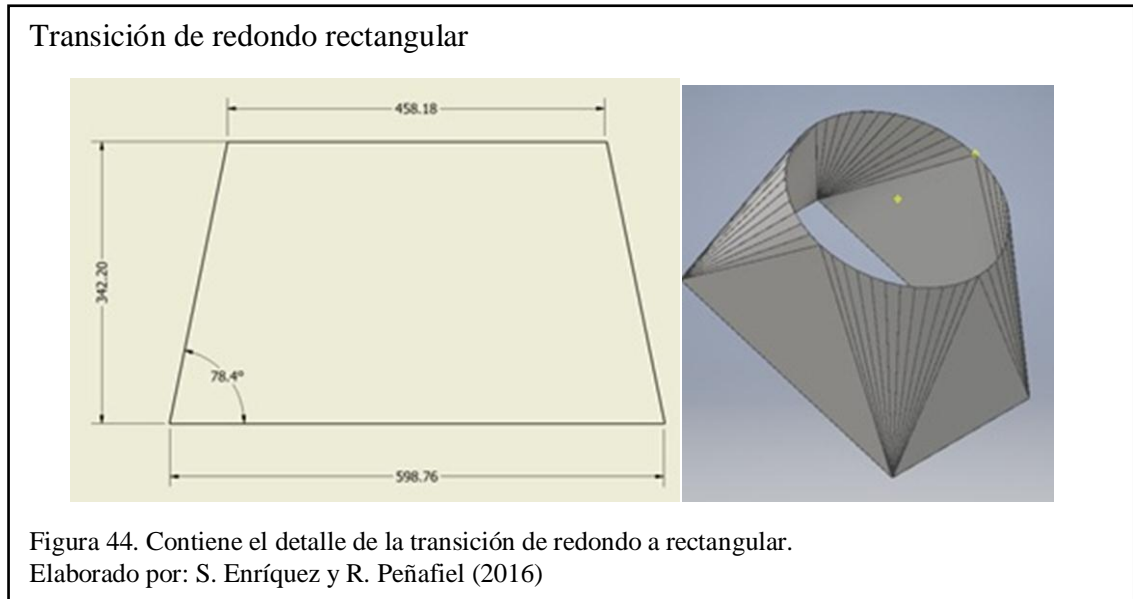 Transición de redondo rectangular
458.18
342.20
78.4°
598.76
Figura 44. Contiene el detalle de la transición de redondo a rectangular.
Elaborado por: S. Enríquez y R. Peñafiel (2016)